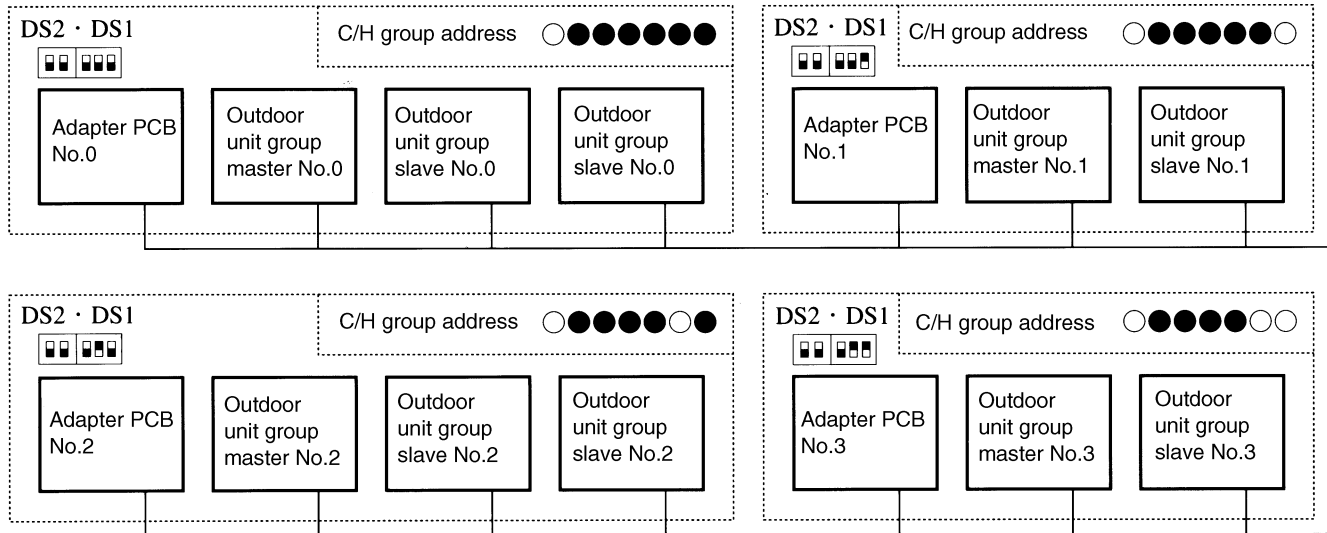 DS2 · DS1
C/H group address
Adapter PCB
No.0
Outdoor
unit group
master No.0
Outdoor
unit group
slave No.0
Outdoor
unit group
slave No.0
DS2 · DS1
C/H group address
Adapter PCB
No.1
Outdoor
unit group
master No.1
Outdoor
unit group
slave No.1
DS2 · DS1
C/H group address
Adapter PCB
No.2
Outdoor
unit group
master No.2
Outdoor
unit group
slave No.2
Outdoor
unit group
slave No.2
DS2 · DS1
C/H group address
Adapter PCB
No.3
Outdoor
unit group
master No.3
Outdoor
unit group
slave No.3